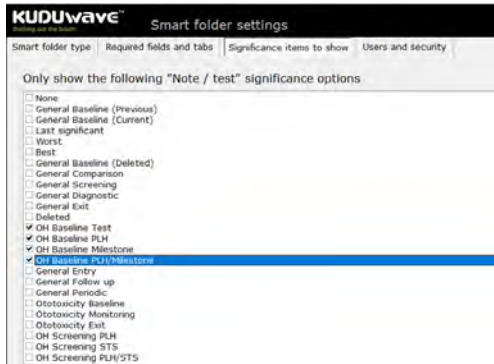 KUDUwave
Smart folder settings
Smart folder type Required fields and tabs Significance items to show Users and security
Only show the following "Note / test" significance options
None
General Baseline (Previous)
General Baseline (Current)
Last significant
Worst
Best
General Baseline (Deleted)
General Comparison
General Screening
General Diagnostic
General Exit
Deleted
OH Baseline Test
OH Baseline PLH
OH Baseline Milestone
OH Baseline PLH/Milestone
General Entry
General Follow up
General Periodic
Ototoxicity Baseline
Ototoxicity Monitoring
Ototoxicity Exit
OH Screening PLH
OH Screening STS
OH Screening PLH/STS